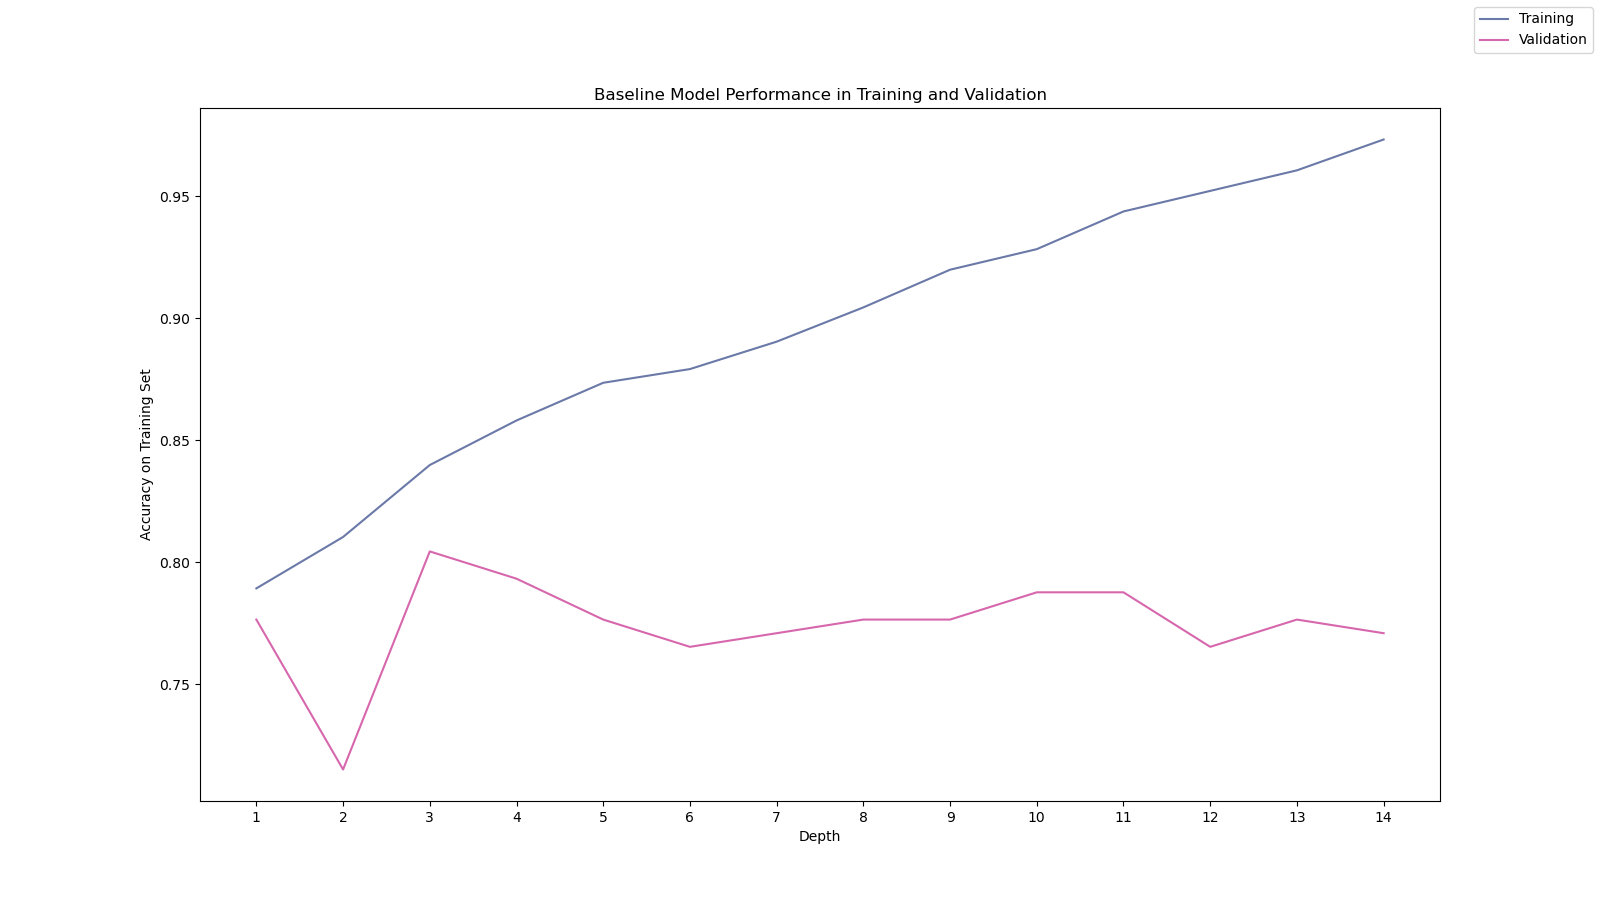 Training
Validation
Baseline Model Performance in Training and Validation
Accuracy on Training Set
0.95
0.90
0.85
0.80
0.75
1 2 3 4 5 6 7 8 9 10 11 12 13 14
Depth